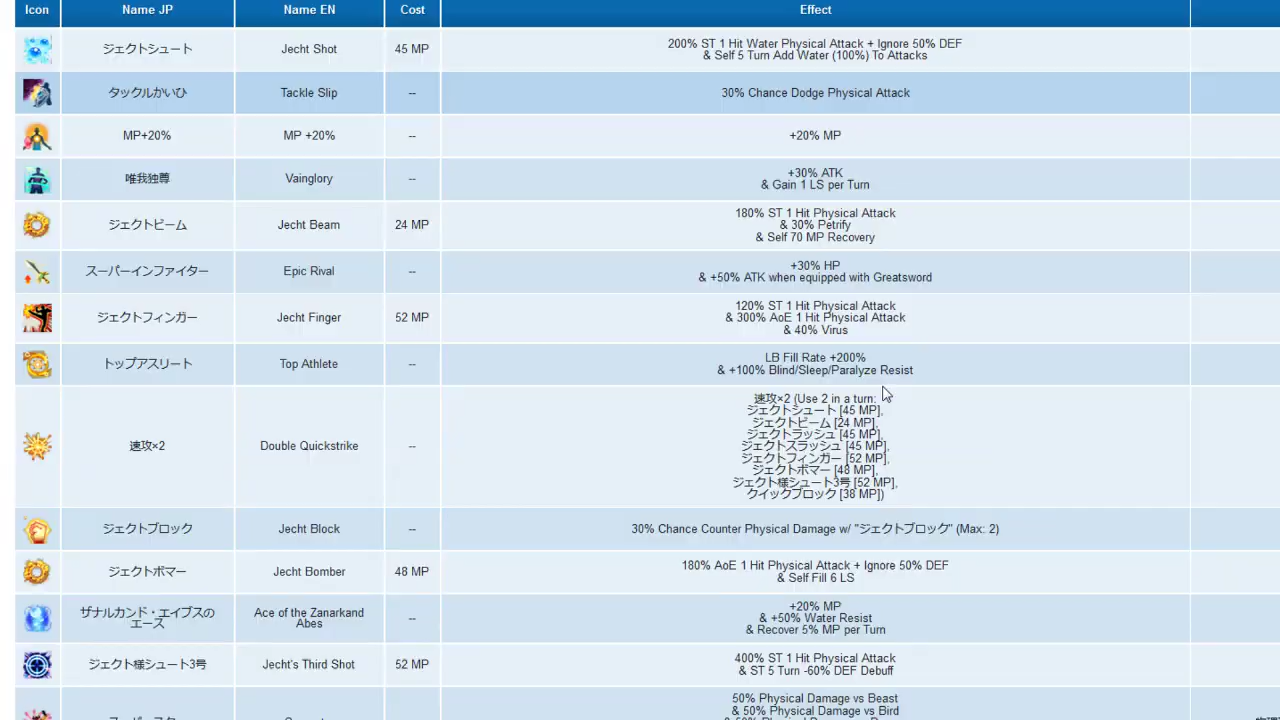 Icon Name JP Name EN Cost Effect
ジェクトシュート Jecht Shot 45 MP 200% ST 1 Hit Water Physical Attack + Ignore 50% DEF
& Self 5 Turn Add Water (100%) To Attacks
タックルかいひ Tackle Slip -- 30% Chance Dodge Physical Attack
MP+20% MP +20% -- +20% MP
唯我独尊 Vainglory -- +30% ATK
& Gain 1 LS per Turn
ジェクトビーム Jecht Beam 24 MP 180% ST 1 Hit Physical Attack
& 30% Petrify
& Self 70 MP Recovery
スーパーインファイター Epic Rival -- +30% HP
& +50% ATK when equipped with Greatsword
ジェクトフィンガー Jecht Finger 52 MP 120% ST 1 Hit Physical Attack
& 300% AoE 1 Hit Physical Attack
& 40% Virus
トップアスリート Top Athlete -- LB Fill Rate +200%
& +100% Blind/Sleep/Paralyze Resist
速攻×2 Double Quickstrike -- 速攻×2 (Use 2 in a turn:
ジェクトシュート [45 MP],
ジェクトビーム [24 MP],
ジェクトラッシュ [45 MP],
ジェクトスラッシュ [45 MP],
ジェクトフィンガー [52 MP],
ジェクトボマー [48 MP],
ジェクト様シュート3号 [52 MP],
クイックブロック [38 MP])
ジェクトブロック Jecht Block -- 30% Chance Counter Physical Damage w/ "ジェクトブロック" (Max: 2)
ジェクトボマー Jecht Bomber 48 MP 180% AoE 1 Hit Physical Attack + Ignore 50% DEF
& Self Fill 6 LS
ザナルカンド・エイブスの
エース Ace of the Zanarkand
Abes -- +20% MP
& +50% Water Resist
& Recover 5% MP per Turn
ジェクト様シュート3号 Jecht's Third Shot 52 MP 400% ST 1 Hit Physical Attack
& ST 5 Turn -60% DEF Debuff
50% Physical Damage vs Beast
& 50% Physical Damage vs Bird